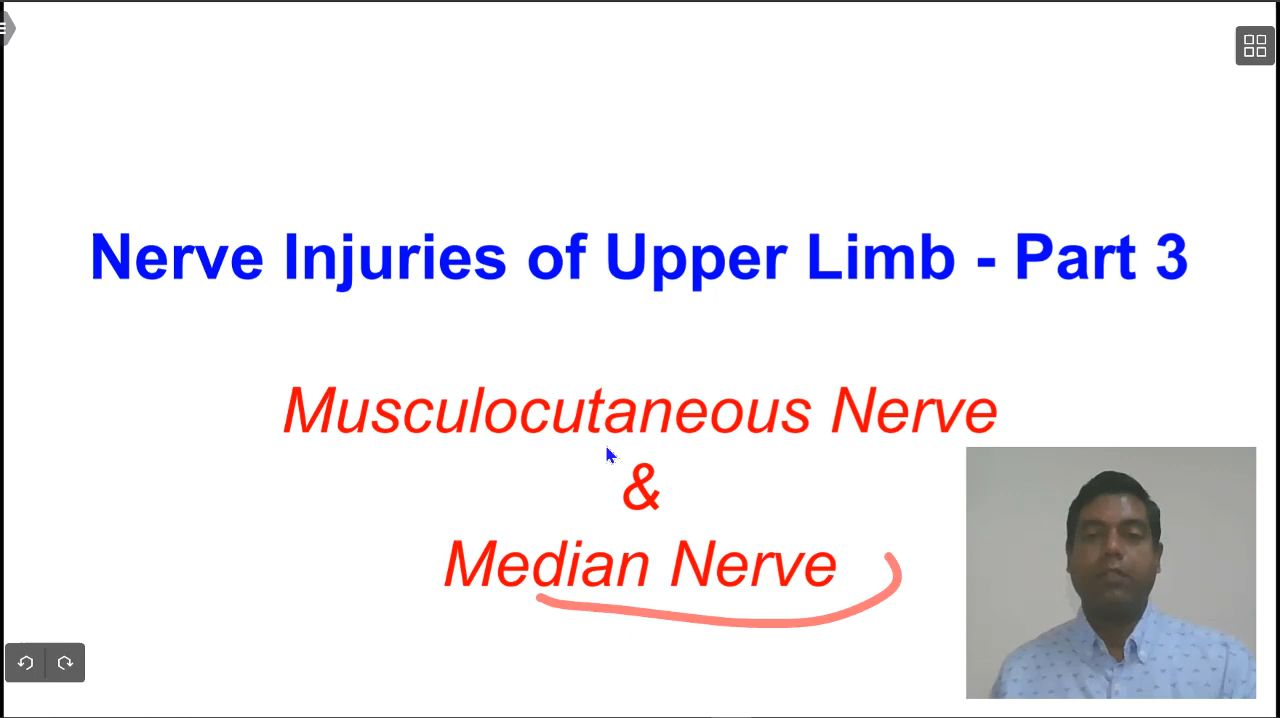 Nerve Injuries of Upper Limb - Part 3
Musculocutaneous Nerve
&
Median Nerve